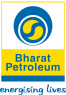 Bharat
Petroleum
energising lives